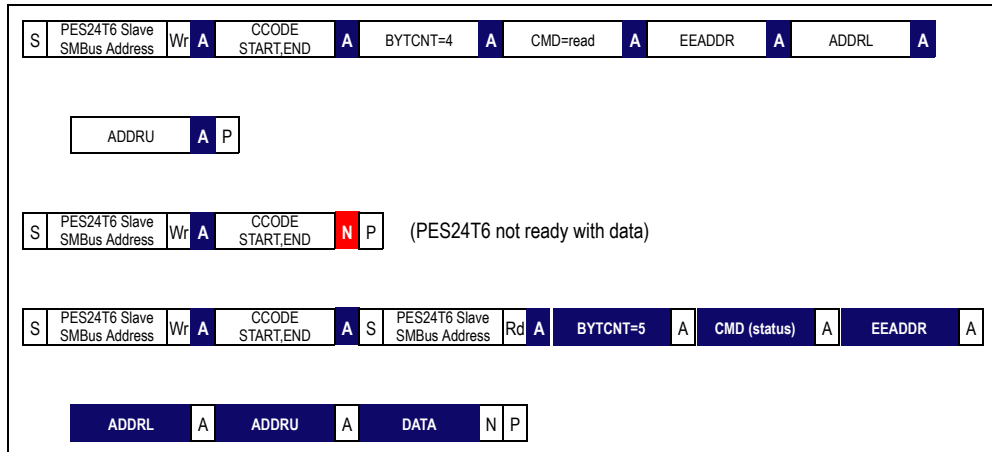 S PES24T6 Slave SMBus Address Wr A CCODE START,END A BYTCNT=4 A CMD=read A EEADDR A ADDRL A
ADDRU A P
S PES24T6 Slave SMBus Address Wr A CCODE START,END N P (PES24T6 not ready with data)
S PES24T6 Slave SMBus Address Wr A CCODE START,END A S PES24T6 Slave SMBus Address Rd A BYTCNT=5 A CMD (status) A EEADDR A
ADDRL A ADDRU A DATA N P